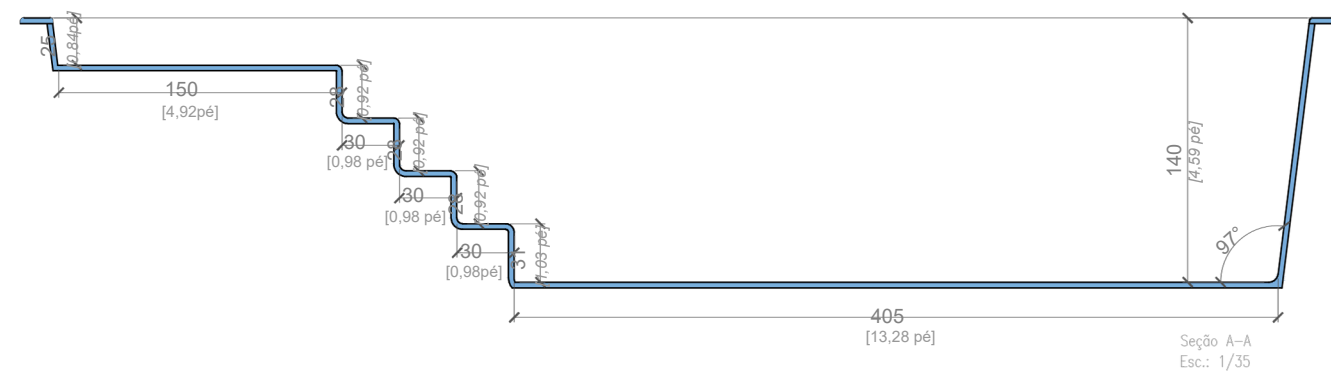 25
[0,84pé]
150
[4,92pé]
28
[0,92 pé]
30
[0,98 pé]
28
[0,92 pé]
30
[0,98 pé]
28
[0,92 pé]
30
[0,98pé]
31
[1,03 pé]
140
[4,59 pé]
97°
405
[13,28 pé]
Seção A-A
Esc.: 1/35